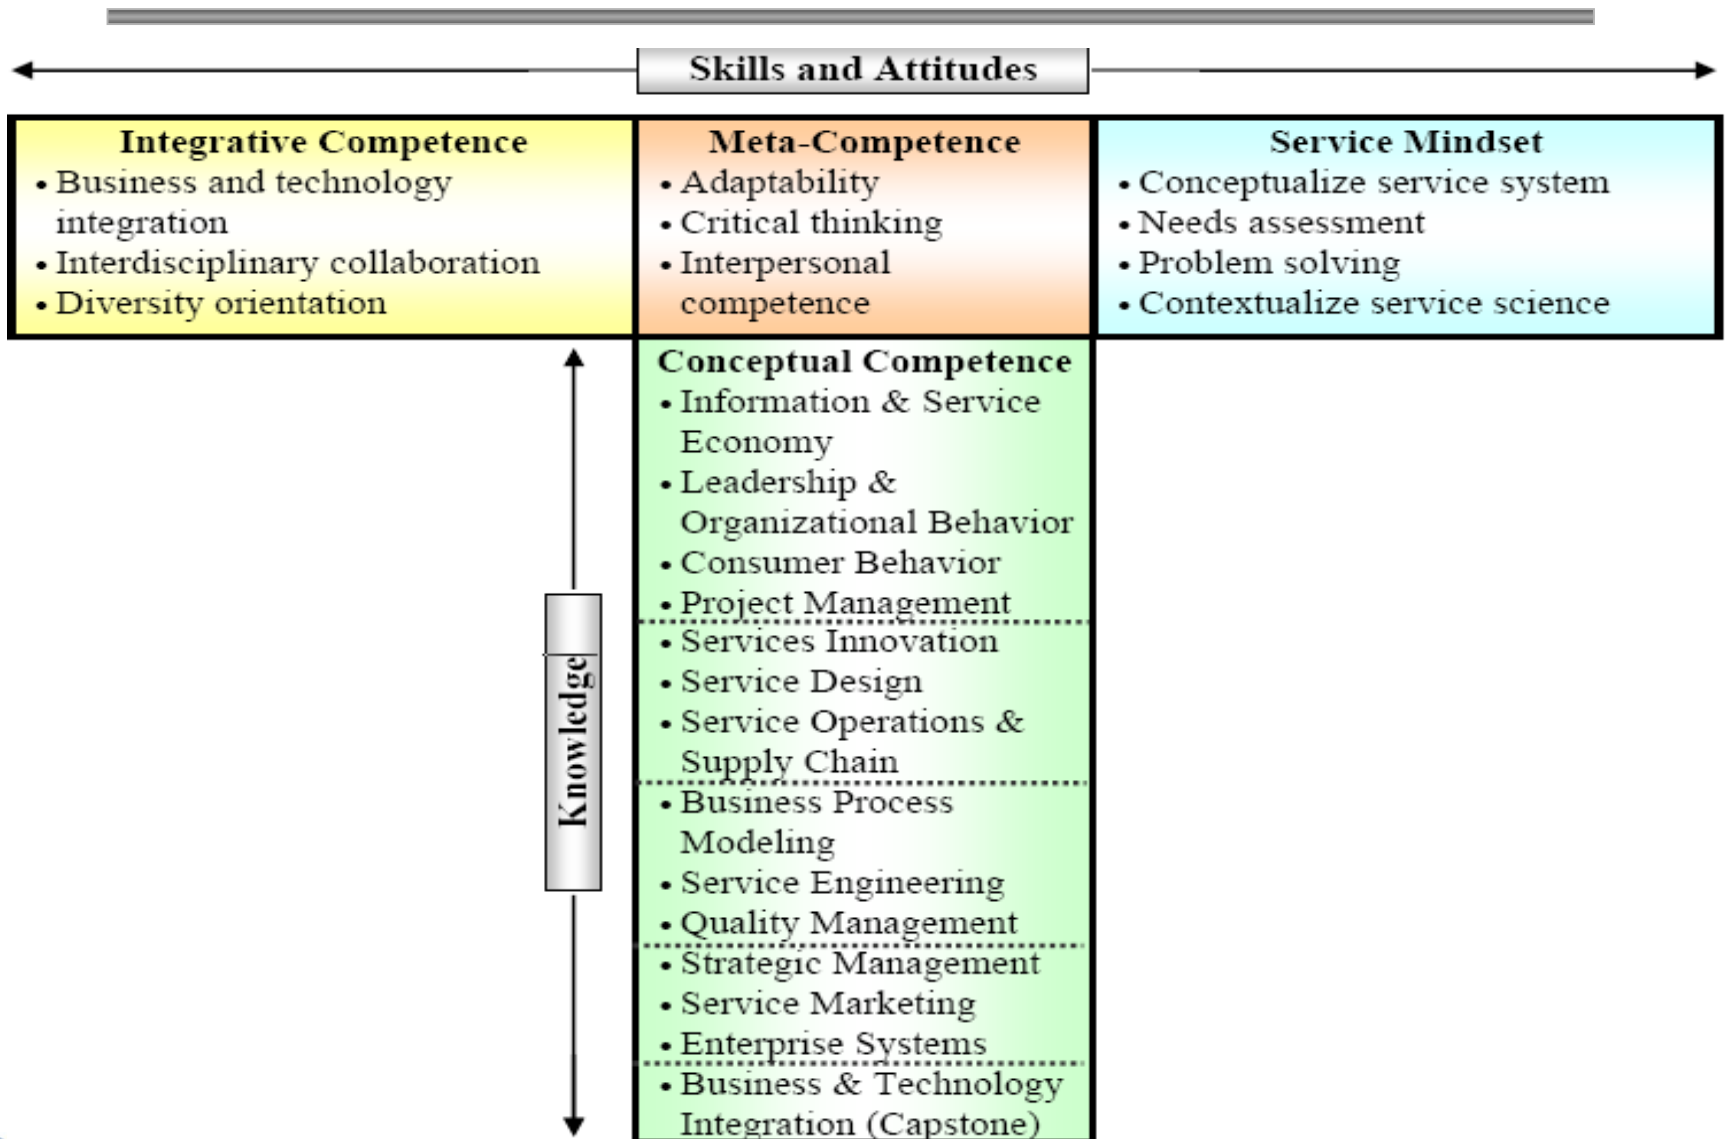 Skills and Attitudes
Integrative Competence
• Business and technology
integration
• Interdisciplinary collaboration
• Diversity orientation
Meta-Competence
• Adaptability
• Critical thinking
• Interpersonal
competence
Service Mindset
• Conceptualize service system
• Needs assessment
• Problem solving
• Contextualize service science
Knowledge
Conceptual Competence
• Information & Service
Economy
• Leadership &
Organizational Behavior
• Consumer Behavior
• Project Management
• Services Innovation
• Service Design
• Service Operations &
Supply Chain
• Business Process
Modeling
• Service Engineering
• Quality Management
• Strategic Management
• Service Marketing
• Enterprise Systems
• Business & Technology
Integration (Capstone)